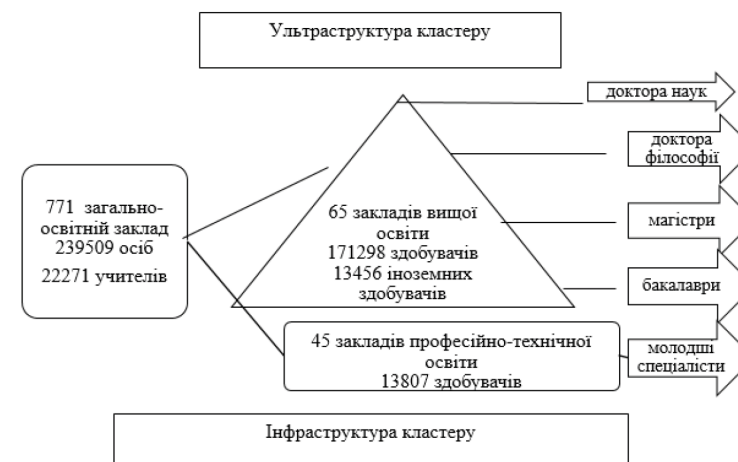 Ультраструктура кластеру
доктора наук
доктора
філософії
771 загально-
освітній заклад
239509 осіб
22271 учителів
65 закладів вищої
освіти
171298 здобувачів
13456 іноземних
здобувачів
магістри
бакалаври
45 закладів професійно-технічної
освіти
13807 здобувачів
молодші
спеціалісти
Інфраструктура кластеру